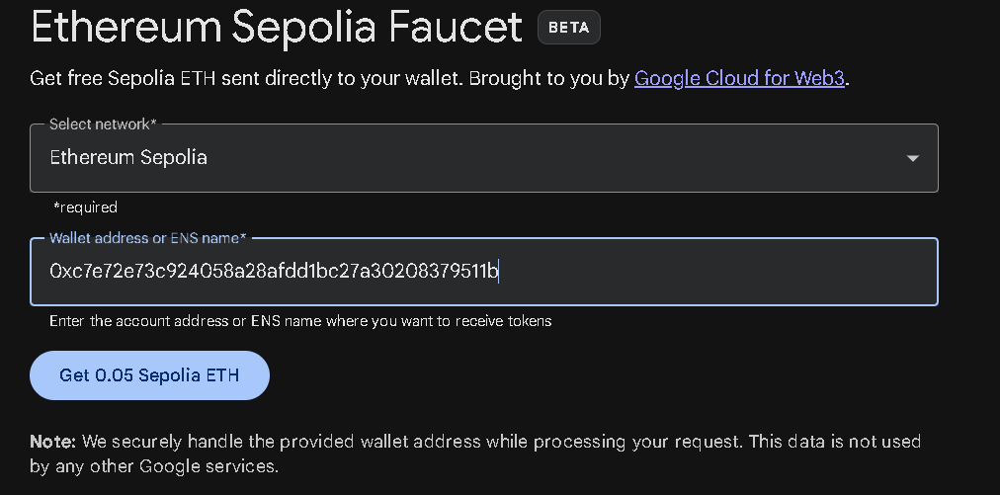 Ethereum Sepolia Faucet BETA
Get free Sepolia ETH sent directly to your wallet. Brought to you by Google Cloud for Web3.
Select network*
Ethereum Sepolia
*required
Wallet address or ENS name*
0xc7e72e73c924058a28afdd1bc27a30208379511b
Enter the account address or ENS name where you want to receive tokens
Get 0.05 Sepolia ETH
Note: We securely handle the provided wallet address while processing your request. This data is not used
by any other Google services.